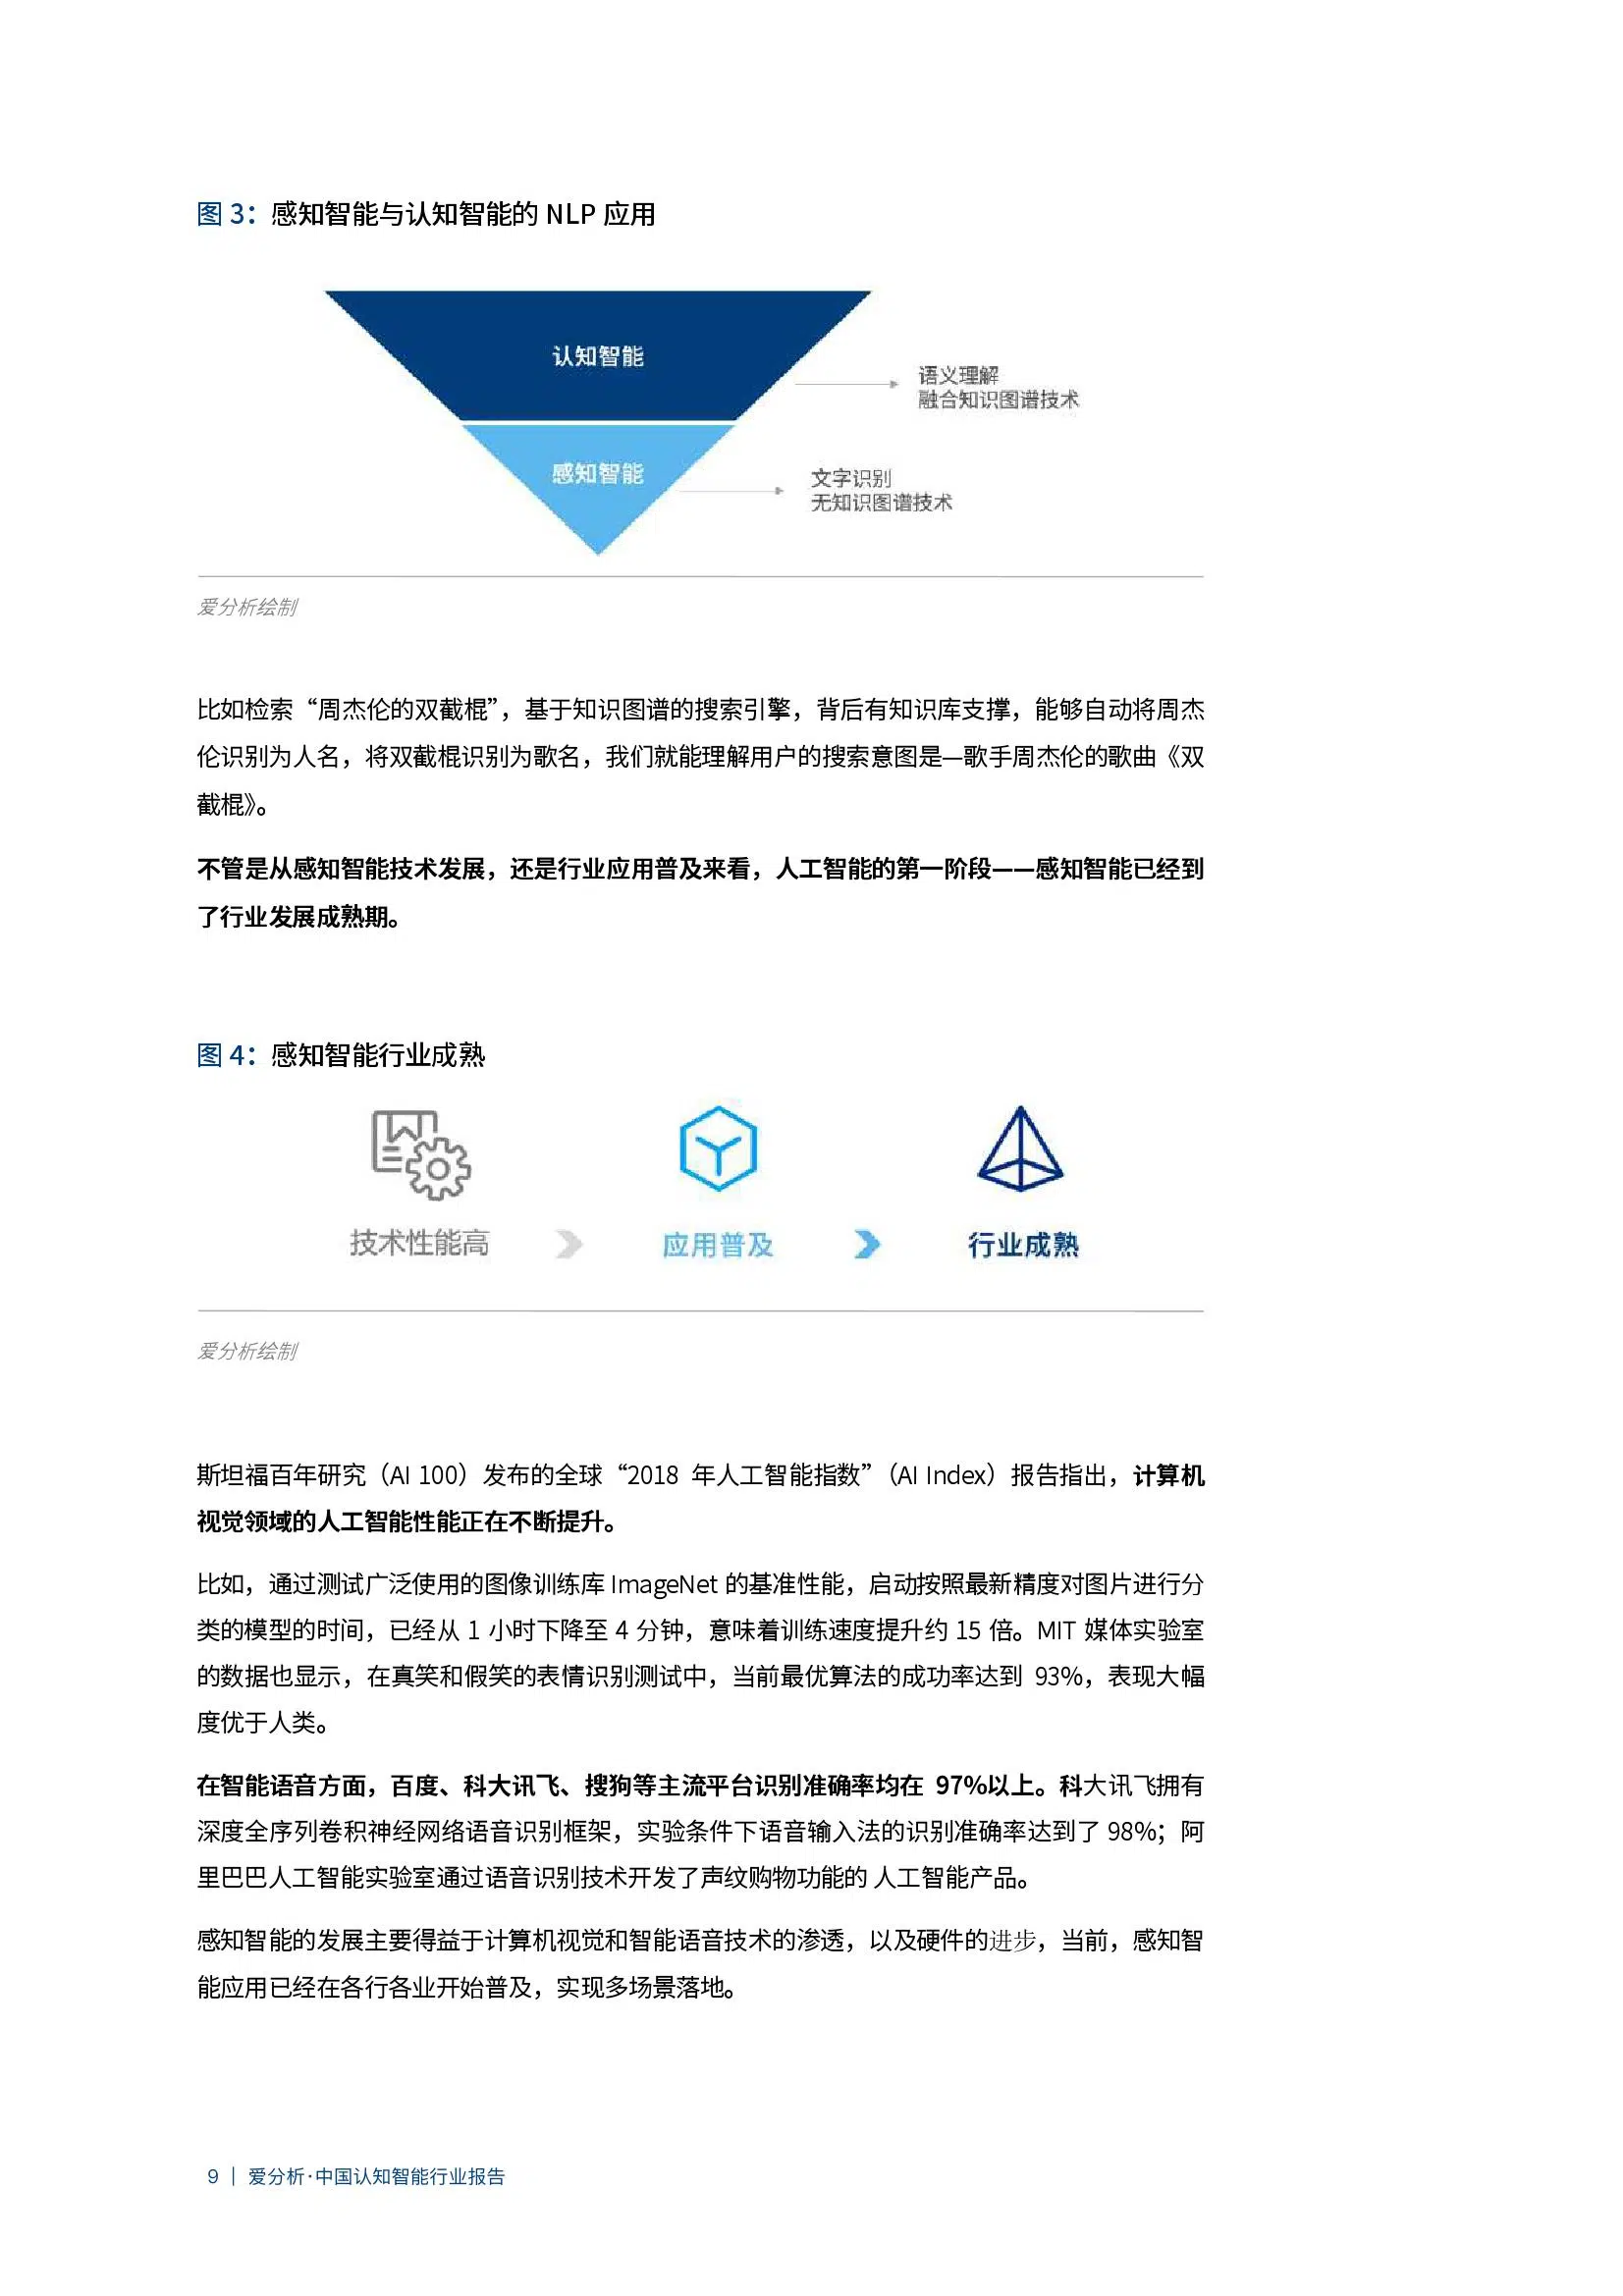 图 3：感知智能与认知智能的 NLP 应用
认知智能
语义理解
融合知识图谱技术
感知智能
文字识别
无知识图谱技术
爱分析绘制
比如检索“周杰伦的双截棍”，基于知识图谱的搜索引擎，背后有知识库支撑，能够自动将周杰
伦识别为人名，将双截棍识别为歌名，我们就能理解用户的搜索意图是—歌手周杰伦的歌曲《双
截棍》。
不管是从感知智能技术发展，还是行业应用普及来看，人工智能的第一阶段——感知智能已经到
了行业发展成熟期。
图 4：感知智能行业成熟
技术性能高
应用普及
行业成熟
爱分析绘制
斯坦福百年研究（AI 100）发布的全球“2018 年人工智能指数”（AI Index）报告指出，计算机
视觉领域的人工智能性能正在不断提升。
比如，通过测试广泛使用的图像训练库 ImageNet 的基准性能，启动按照最新精度对图片进行分
类的模型的时间，已经从 1 小时下降至 4 分钟，意味着训练速度提升约 15 倍。MIT 媒体实验室
的数据也显示，在真笑和假笑的表情识别测试中，当前最优算法的成功率达到 93%，表现大幅
度优于人类。
在智能语音方面，百度、科大讯飞、搜狗等主流平台识别准确率均在 97%以上。科大讯飞拥有
深度全序列卷积神经网络语音识别框架，实验条件下语音输入法的识别准确率达到了 98%；阿
里巴巴人工智能实验室通过语音识别技术开发了声纹购物功能的 人工智能产品。
感知智能的发展主要得益于计算机视觉和智能语音技术的渗透，以及硬件的进步，当前，感知智
能应用已经在各行各业开始普及，实现多场景落地。
9 | 爱分析·中国认知智能行业报告